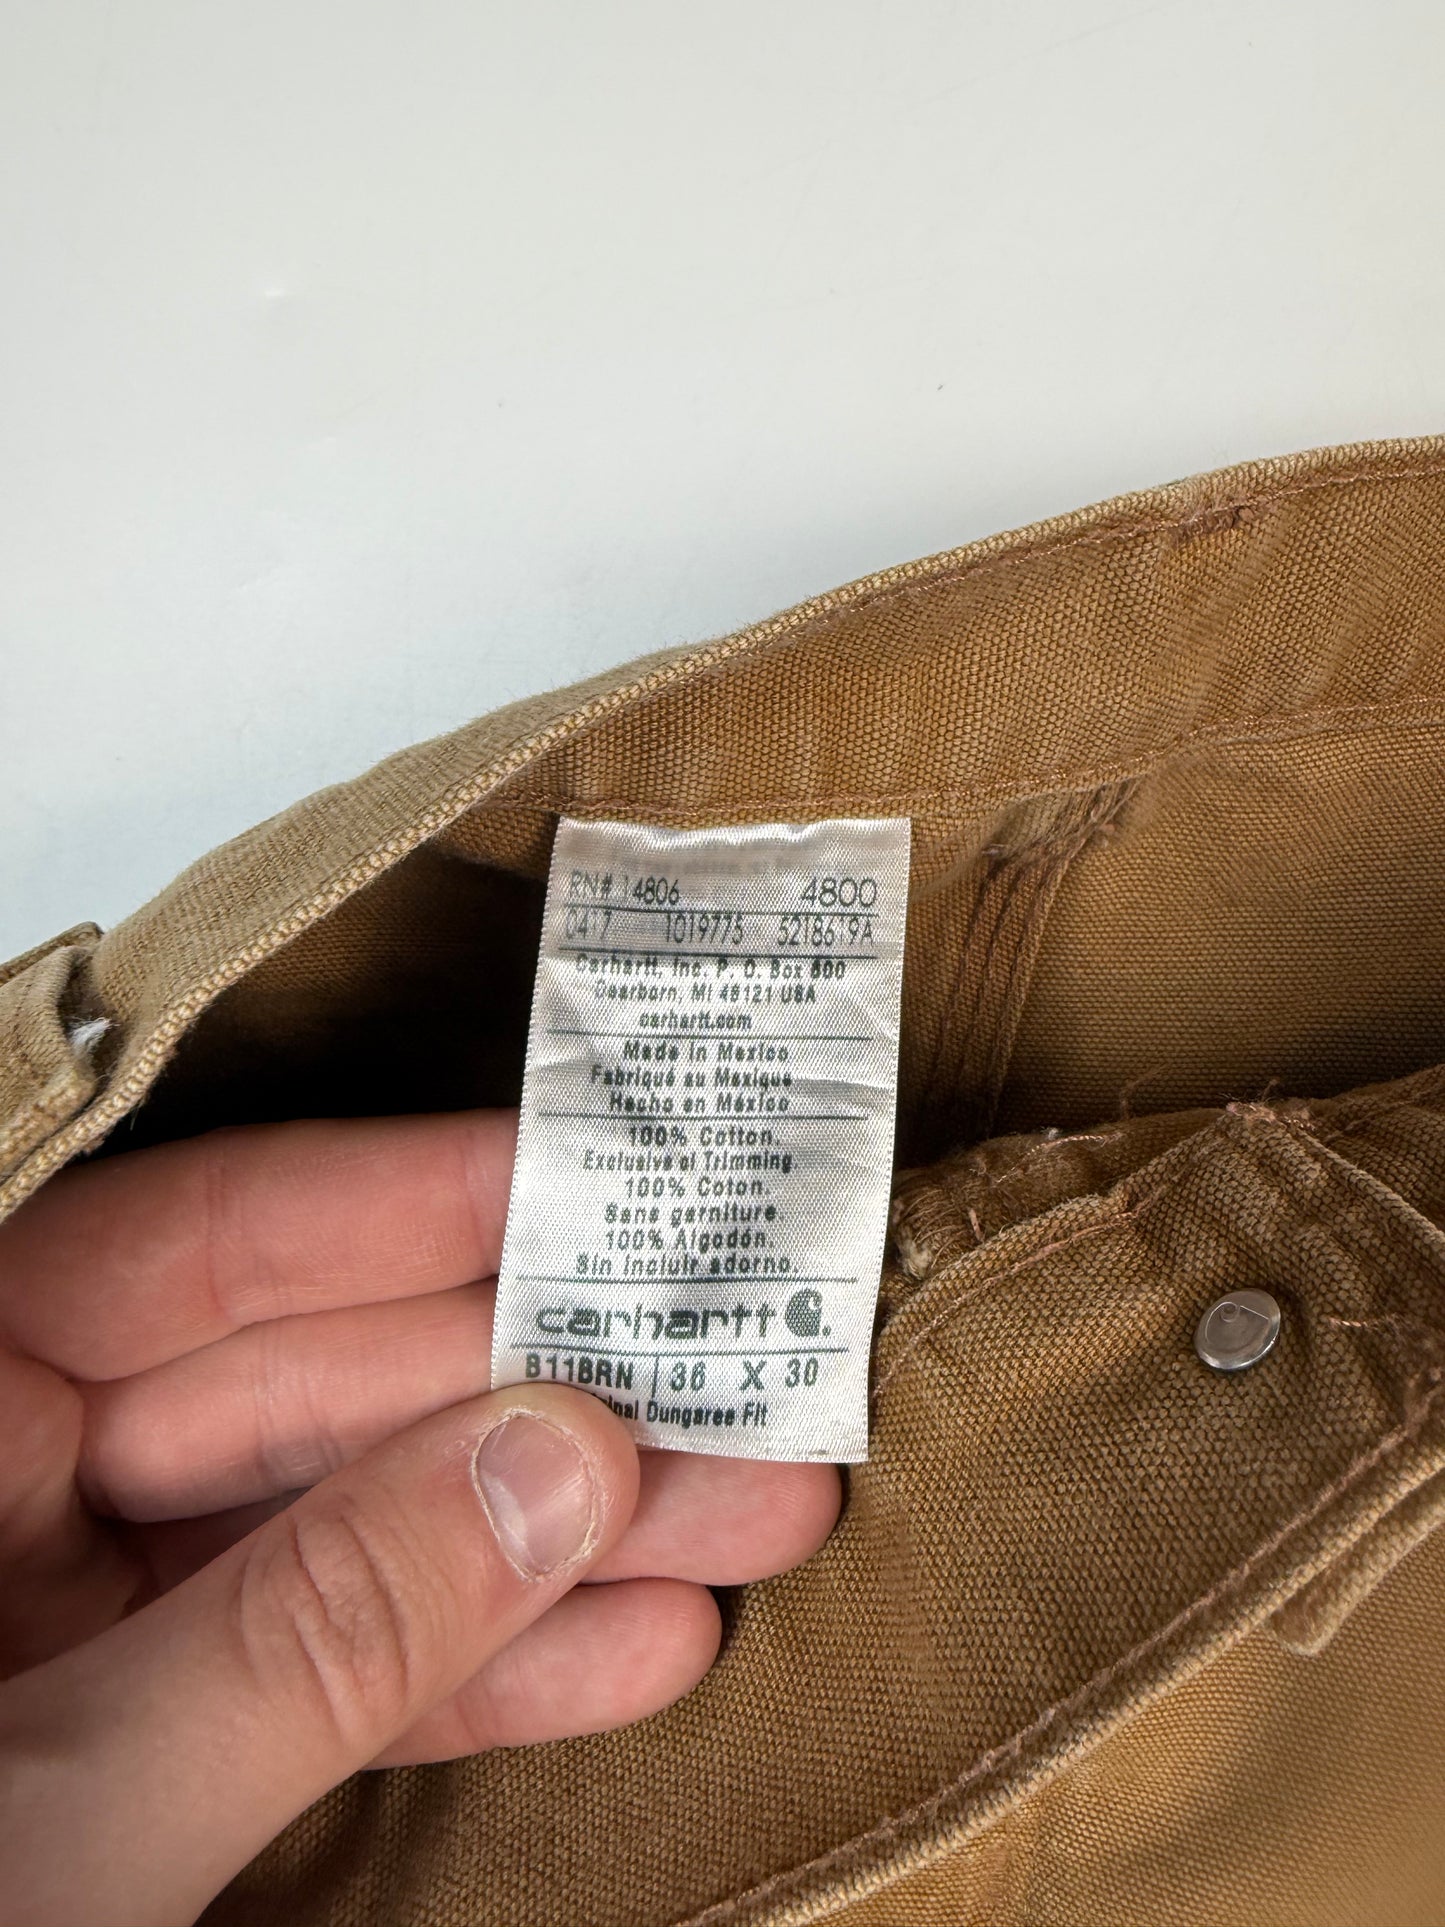 RN# 14806 4800
0417 1019775
Carhartt, Inc. P. O. Box 600
Dearborn, MI 48121 USA
carhartt.com
Made in Mexico
Fabriqué au Mexique
Hecho en México
100% Cotton.
Exclusive of Trimming.
100% Coton.
Sans garniture.
100% Algodón.
Sin incluir adorno.
carhartt
B11BRN 36 X 30
Dungaree Fit